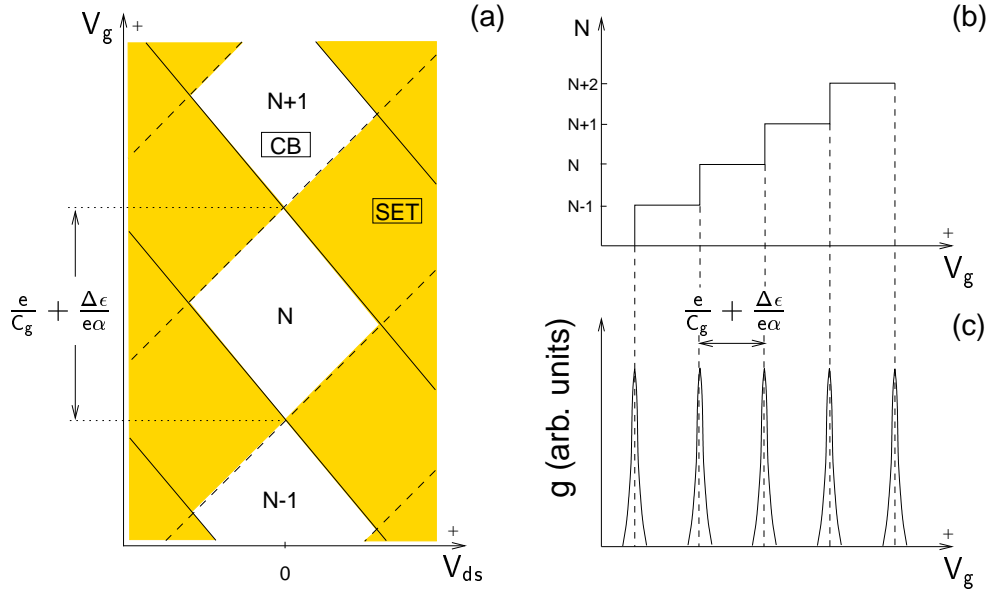 (a)
V_g +
N+1
CB
SET
e/C_g + Δϵ/eα
N
N-1
+
0
V_ds
(b)
N
N+2
N+1
N
N-1
+
V_g
e/C_g + Δϵ/eα
(c)
g (arb. units)
+
V_g